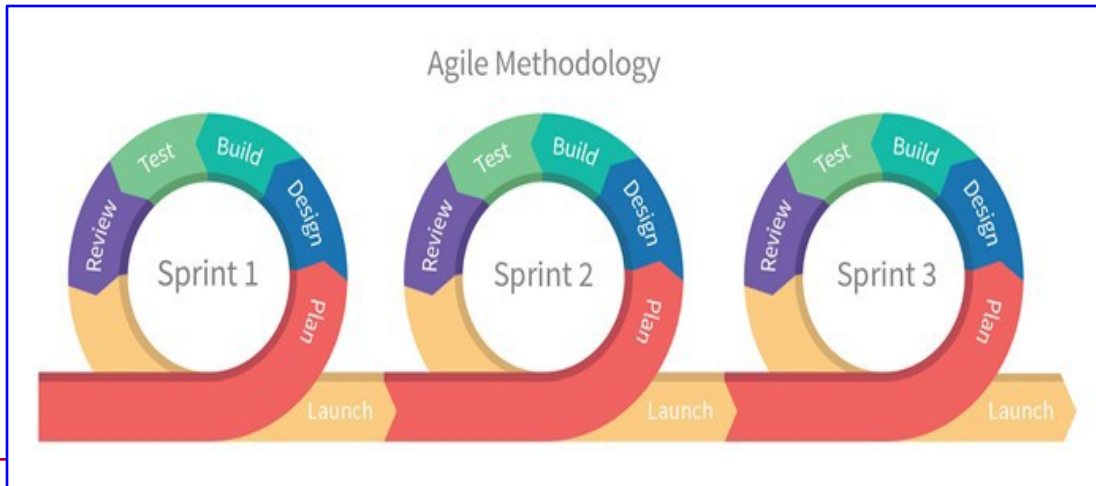 Agile Methodology
Test
Build
Review
Design
Sprint 1
Plan
Launch
Test
Build
Review
Design
Sprint 2
Plan
Launch
Test
Build
Review
Design
Sprint 3
Plan
Launch